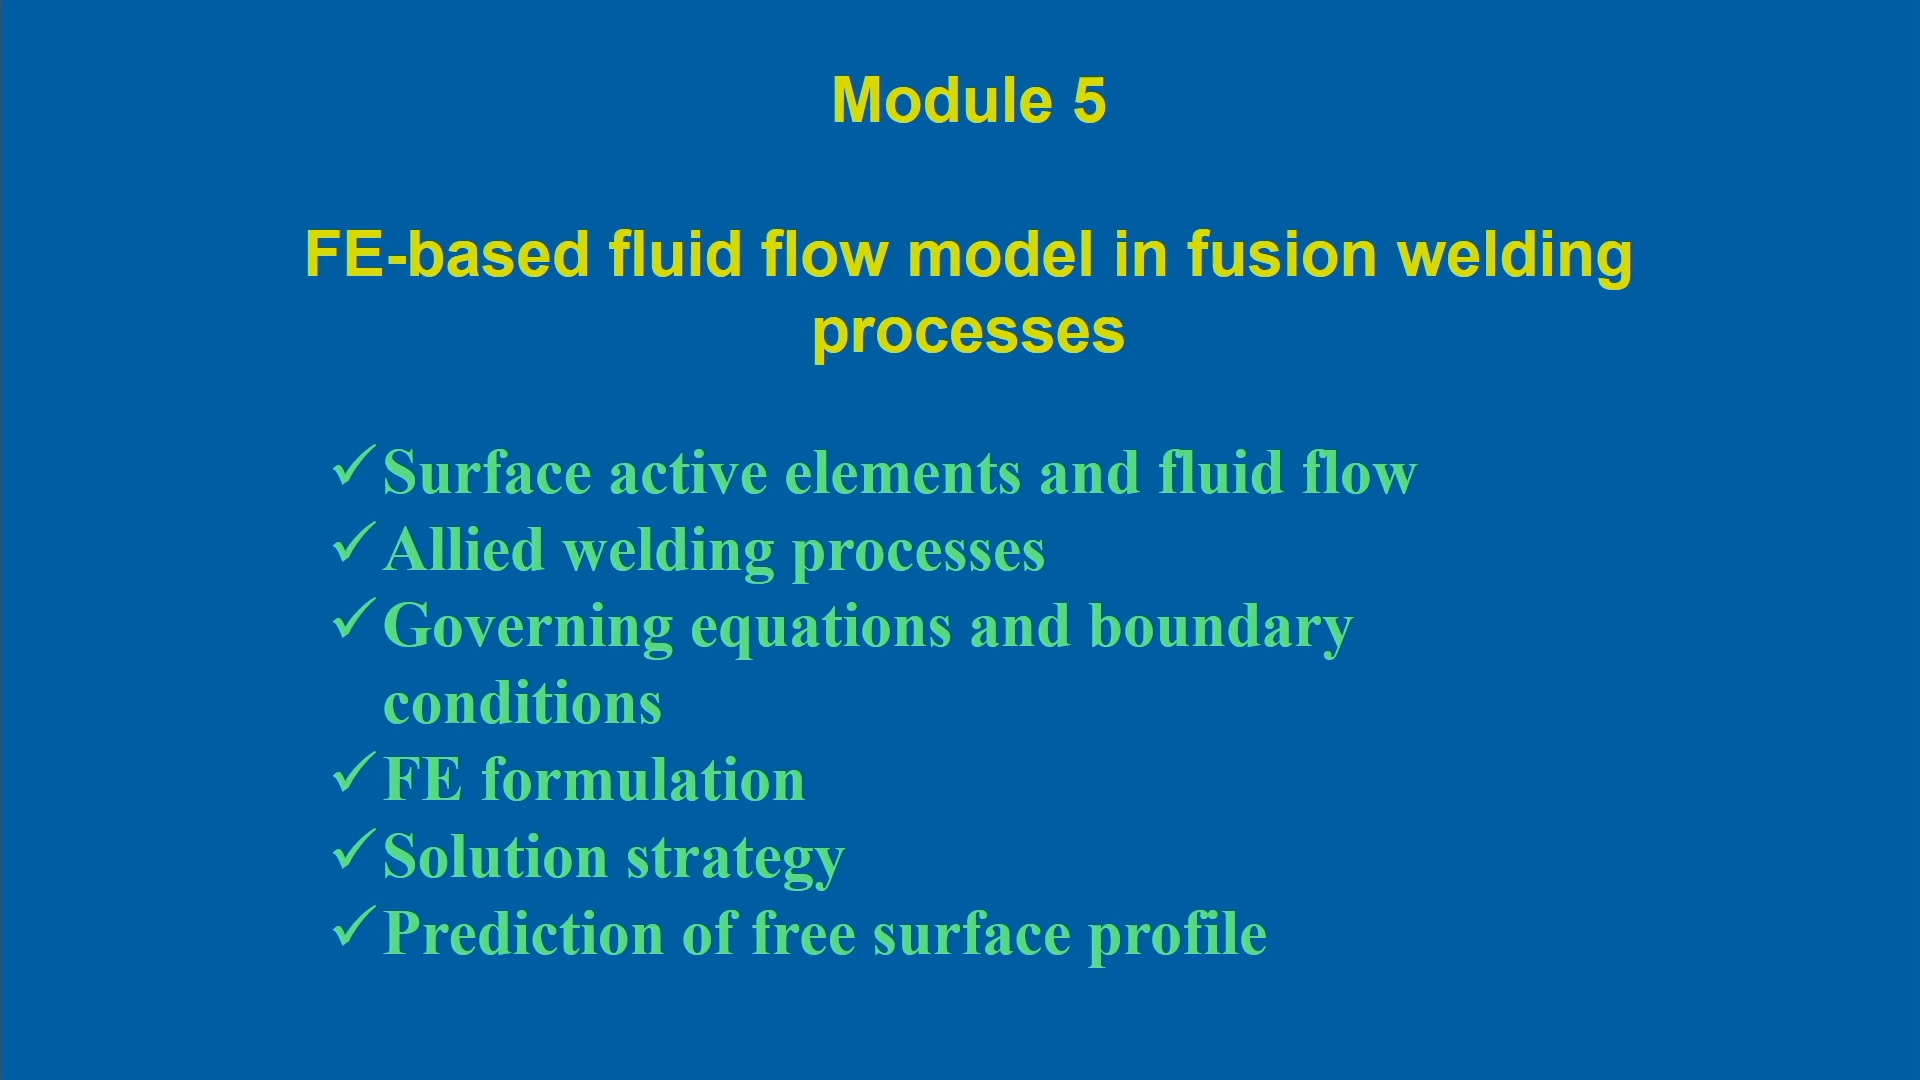 Module 5
FE-based fluid flow model in fusion welding
processes
✓Surface active elements and fluid flow
✓Allied welding processes
✓Governing equations and boundary
conditions
✓FE formulation
✓Solution strategy
✓Prediction of free surface profile